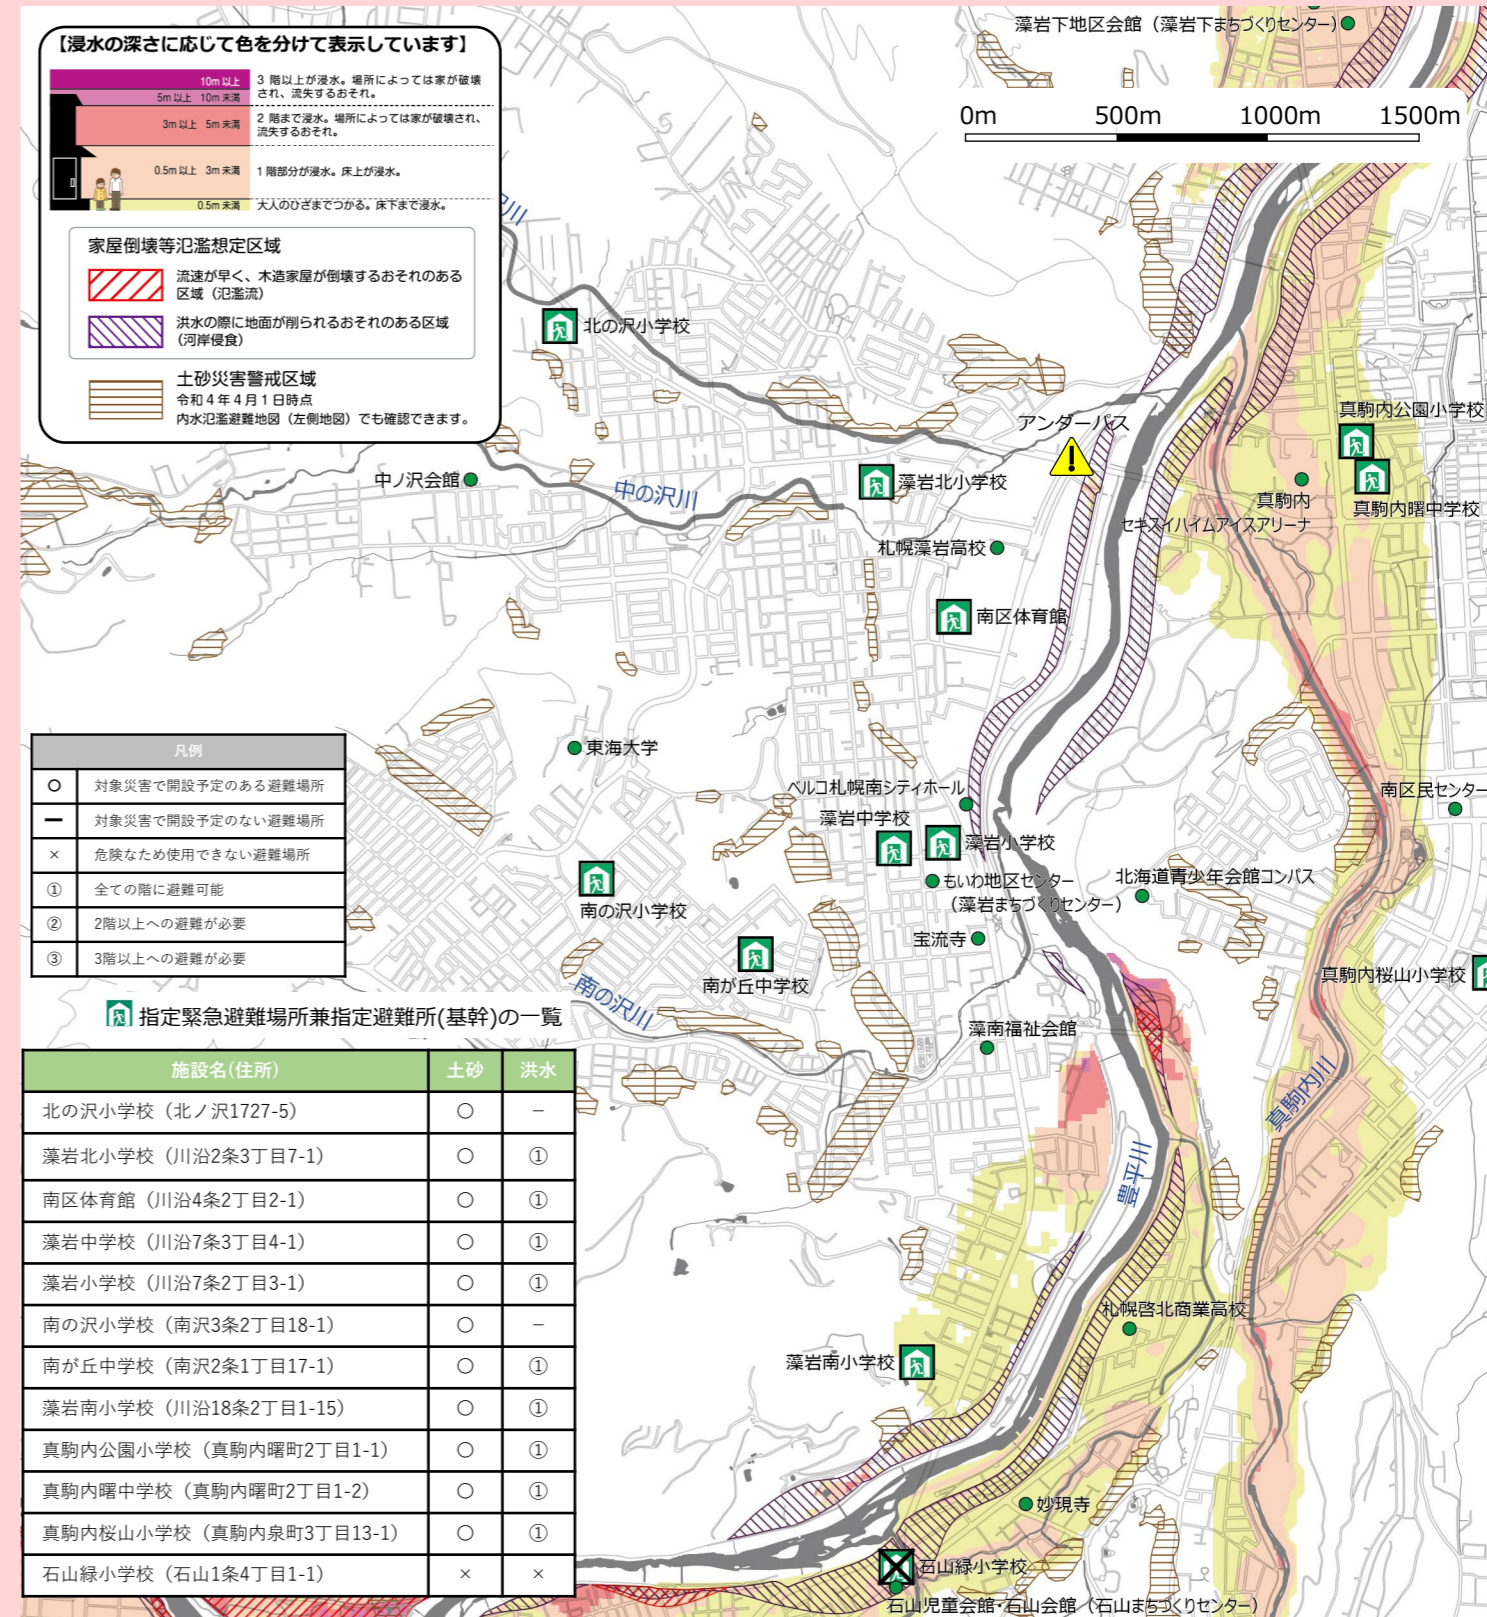 【浸水の深さに応じて色を分けて表示しています】
10m 以上
5m 以上 10m 未満
3 階以上が浸水。場所によっては家が破壊
され、流失するおそれ。
3m 以上 5m 未満
2 階まで浸水。場所によっては家が破壊され、
流失するおそれ。
0.5m 以上 3m 未満
1 階部分が浸水。床上が浸水。
0.5m 未満
大人のひざまでつかる。床下まで浸水。
家屋倒壊等氾濫想定区域
流速が早く、木造家屋が倒壊するおそれのある
区域（氾濫流）
洪水の際に地面が削られるおそれのある区域
（河岸侵食）
土砂災害警戒区域
令和４年４月１日時点
内水氾濫避難地図（左側地図）でも確認できます。
藻岩下地区会館（藻岩下まちづくりセンター）
0m 500m 1000m 1500m
北の沢小学校
アンダーパス
真駒内公園小学校
中ノ沢会館
中の沢川
藻岩北小学校
真駒内
セキスイハイムアイスアリーナ
真駒内曙中学校
札幌藻岩高校
南区体育館
東海大学
ベルコ札幌南シティホール
藻岩中学校
藻岩小学校
南区民センター
もいわ地区センター
（藻岩まちづくりセンター）
北海道青少年会館コンパス
南の沢小学校
宝流寺
南が丘中学校
真駒内桜山小学校
南の沢川
藻南福祉会館
真駒内川
豊平川
札幌啓北商業高校
藻岩南小学校
妙現寺
石山緑小学校
石山児童会館・石山会館（石山まちづくりセンター）
凡例
○ 対象災害で開設予定のある避難場所
ー 対象災害で開設予定のない避難場所
× 危険なため使用できない避難場所
① 全ての階に避難可能
② 2階以上への避難が必要
③ 3階以上への避難が必要
指定緊急避難場所兼指定避難所(基幹)の一覧
施設名(住所) 土砂 洪水
北の沢小学校（北ノ沢1727-5） ○ −
藻岩北小学校（川沿2条3丁目7-1） ○ ①
南区体育館（川沿4条2丁目2-1） ○ ①
藻岩中学校（川沿7条3丁目4-1） ○ ①
藻岩小学校（川沿7条2丁目3-1） ○ ①
南の沢小学校（南沢3条2丁目18-1） ○ −
南が丘中学校（南沢2条1丁目17-1） ○ ①
藻岩南小学校（川沿18条2丁目1-15） ○ ①
真駒内公園小学校（真駒内曙町2丁目1-1） ○ ①
真駒内曙中学校（真駒内曙町2丁目1-2） ○ ①
真駒内桜山小学校（真駒内泉町3丁目13-1） ○ ①
石山緑小学校（石山1条4丁目1-1） × ×